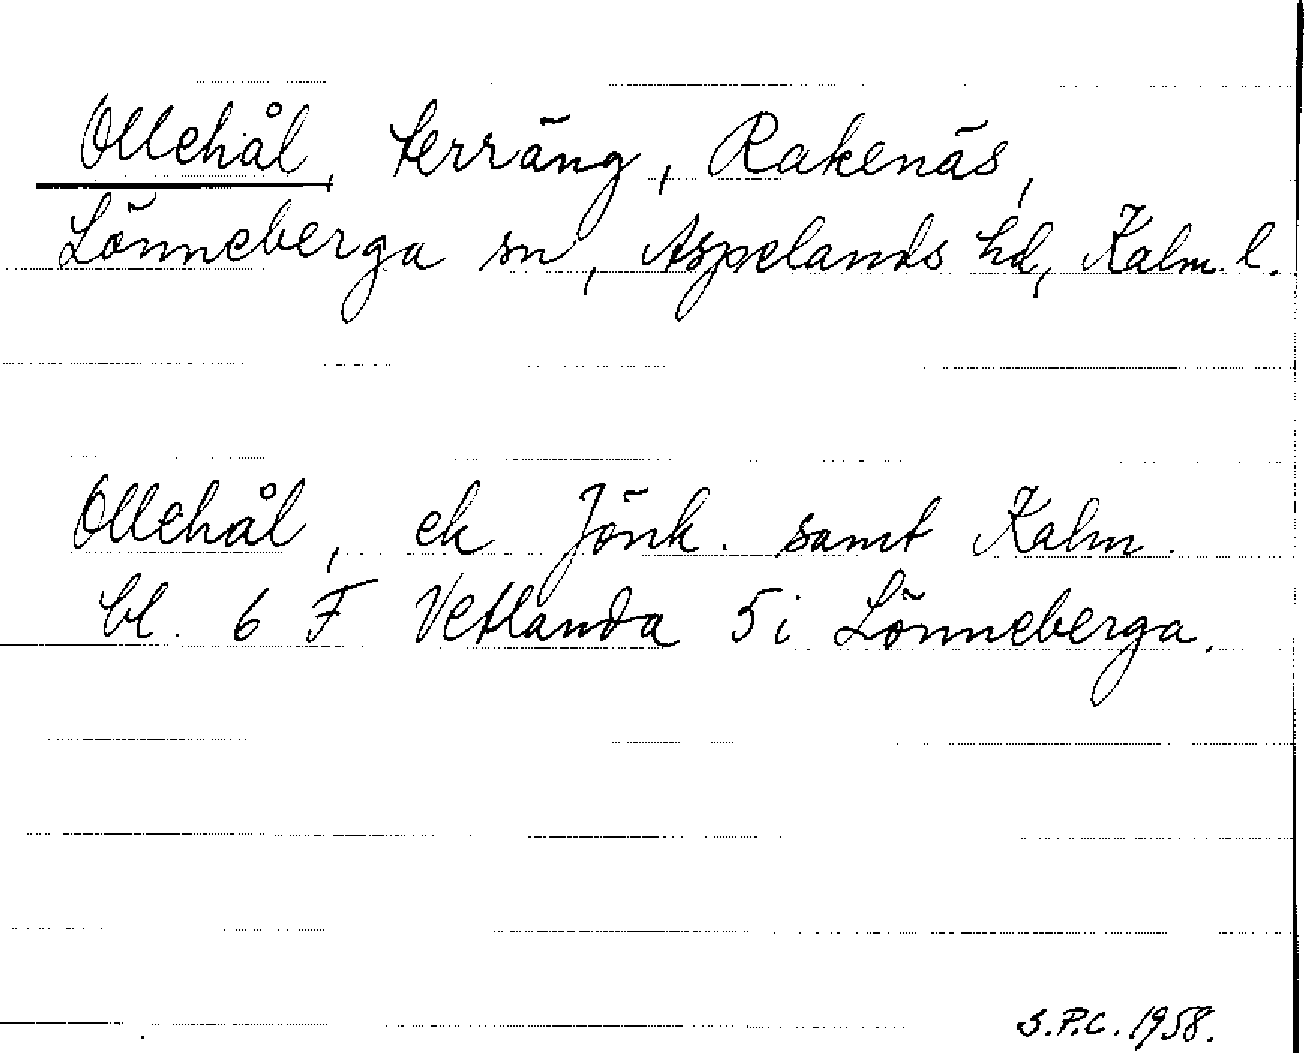 Ollehål, terräng, Rakenäs,
Lönneberga sn, Aspelands hd, Kalm. l.
Ollehål, ek Jönk. samt Kalm.
bl. 6 F Vetlanda 5 i Lönneberga.
S.P.C. 1958.